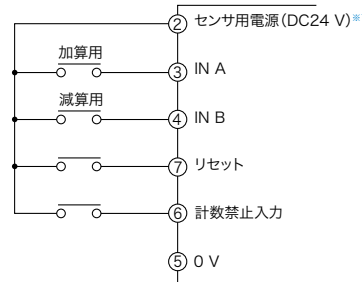 ② センサ用電源(DC24 V)※
加算用
③ IN A
減算用
④ IN B
⑦ リセット
⑥ 計数禁止入力
⑤ 0 V